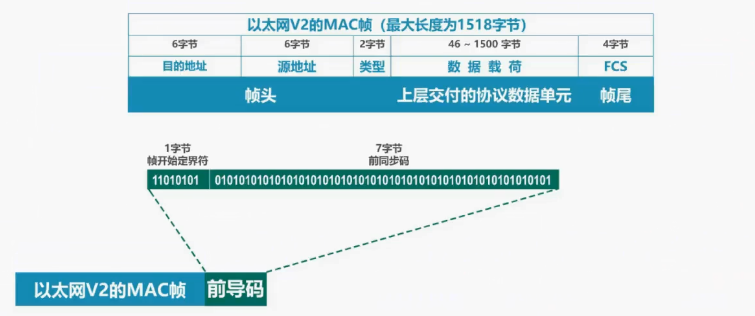 以太网V2的MAC帧（最大长度为1518字节）
6字节 6字节 2字节 46 ~ 1500 字节 4字节
目的地址 源地址 类型 数 据 载 荷 FCS
帧头 上层交付的协议数据单元 帧尾
1字节 7字节
帧开始定界符 前同步码
11010101 01010101010101010101010101010101010101010101010101010101
以太网V2的MAC帧 前导码